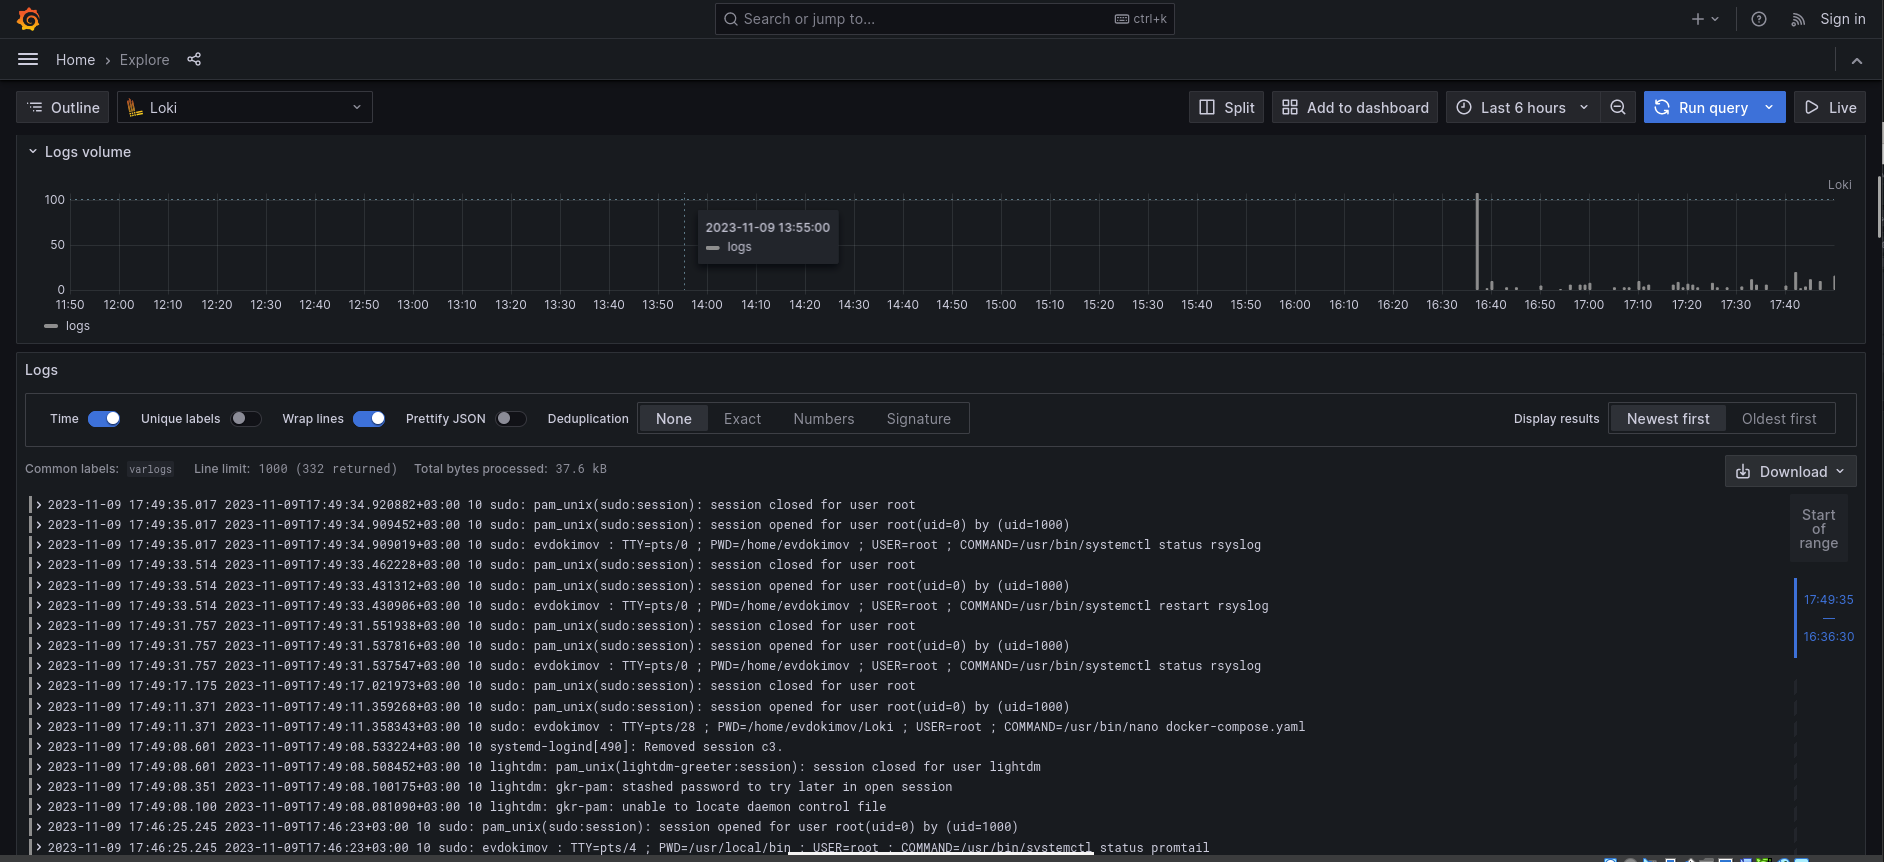 Search or jump to... ctrl+k Sign in
Home › Explore
Outline Loki Split Add to dashboard Last 6 hours Run query Live
Logs volume
Loki
100
50
0
2023-11-09 13:55:00
logs
11:50 12:00 12:10 12:20 12:30 12:40 12:50 13:00 13:10 13:20 13:30 13:40 13:50 14:00 14:10 14:20 14:30 14:40 14:50 15:00 15:10 15:20 15:30 15:40 15:50 16:00 16:10 16:20 16:30 16:40 16:50 17:00 17:10 17:20 17:30 17:40
logs
Logs
Time Unique labels Wrap lines Prettify JSON Deduplication None Exact Numbers Signature Display results Newest first Oldest first
Common labels: varlogs Line limit: 1000 (332 returned) Total bytes processed: 37.6 kB
Download
2023-11-09 17:49:35.017 2023-11-09T17:49:34.920882+03:00 10 sudo: pam_unix(sudo:session): session closed for user root
2023-11-09 17:49:35.017 2023-11-09T17:49:34.909452+03:00 10 sudo: pam_unix(sudo:session): session opened for user root(uid=0) by (uid=1000)
2023-11-09 17:49:35.017 2023-11-09T17:49:34.909019+03:00 10 sudo: evdokimov : TTY=pts/0 ; PWD=/home/evdokimov ; USER=root ; COMMAND=/usr/bin/systemctl status rsyslog
2023-11-09 17:49:33.514 2023-11-09T17:49:33.462228+03:00 10 sudo: pam_unix(sudo:session): session closed for user root
2023-11-09 17:49:33.514 2023-11-09T17:49:33.431312+03:00 10 sudo: pam_unix(sudo:session): session opened for user root(uid=0) by (uid=1000)
2023-11-09 17:49:33.514 2023-11-09T17:49:33.430906+03:00 10 sudo: evdokimov : TTY=pts/0 ; PWD=/home/evdokimov ; USER=root ; COMMAND=/usr/bin/systemctl restart rsyslog
2023-11-09 17:49:31.757 2023-11-09T17:49:31.551938+03:00 10 sudo: pam_unix(sudo:session): session closed for user root
2023-11-09 17:49:31.757 2023-11-09T17:49:31.537816+03:00 10 sudo: pam_unix(sudo:session): session opened for user root(uid=0) by (uid=1000)
2023-11-09 17:49:31.757 2023-11-09T17:49:31.537547+03:00 10 sudo: evdokimov : TTY=pts/0 ; PWD=/home/evdokimov ; USER=root ; COMMAND=/usr/bin/systemctl status rsyslog
2023-11-09 17:49:17.175 2023-11-09T17:49:17.021973+03:00 10 sudo: pam_unix(sudo:session): session closed for user root
2023-11-09 17:49:11.371 2023-11-09T17:49:11.359268+03:00 10 sudo: pam_unix(sudo:session): session opened for user root(uid=0) by (uid=1000)
2023-11-09 17:49:11.371 2023-11-09T17:49:11.358343+03:00 10 sudo: evdokimov : TTY=pts/28 ; PWD=/home/evdokimov/Loki ; USER=root ; COMMAND=/usr/bin/nano docker-compose.yaml
2023-11-09 17:49:08.601 2023-11-09T17:49:08.533224+03:00 10 systemd-logind[490]: Removed session c3.
2023-11-09 17:49:08.601 2023-11-09T17:49:08.508452+03:00 10 lightdm: pam_unix(lightdm-greeter:session): session closed for user lightdm
2023-11-09 17:49:08.351 2023-11-09T17:49:08.100175+03:00 10 lightdm: gkr-pam: stashed password to try later in open session
2023-11-09 17:49:08.100 2023-11-09T17:49:08.081090+03:00 10 lightdm: gkr-pam: unable to locate daemon control file
2023-11-09 17:46:25.245 2023-11-09T17:46:23+03:00 10 sudo: pam_unix(sudo:session): session opened for user root(uid=0) by (uid=1000)
2023-11-09 17:46:25.245 2023-11-09T17:46:23+03:00 10 sudo: evdokimov : TTY=pts/4 ; PWD=/usr/local/bin ; USER=root ; COMMAND=/usr/bin/systemctl status promtail
Start
of
range
17:49:35
—
16:36:30